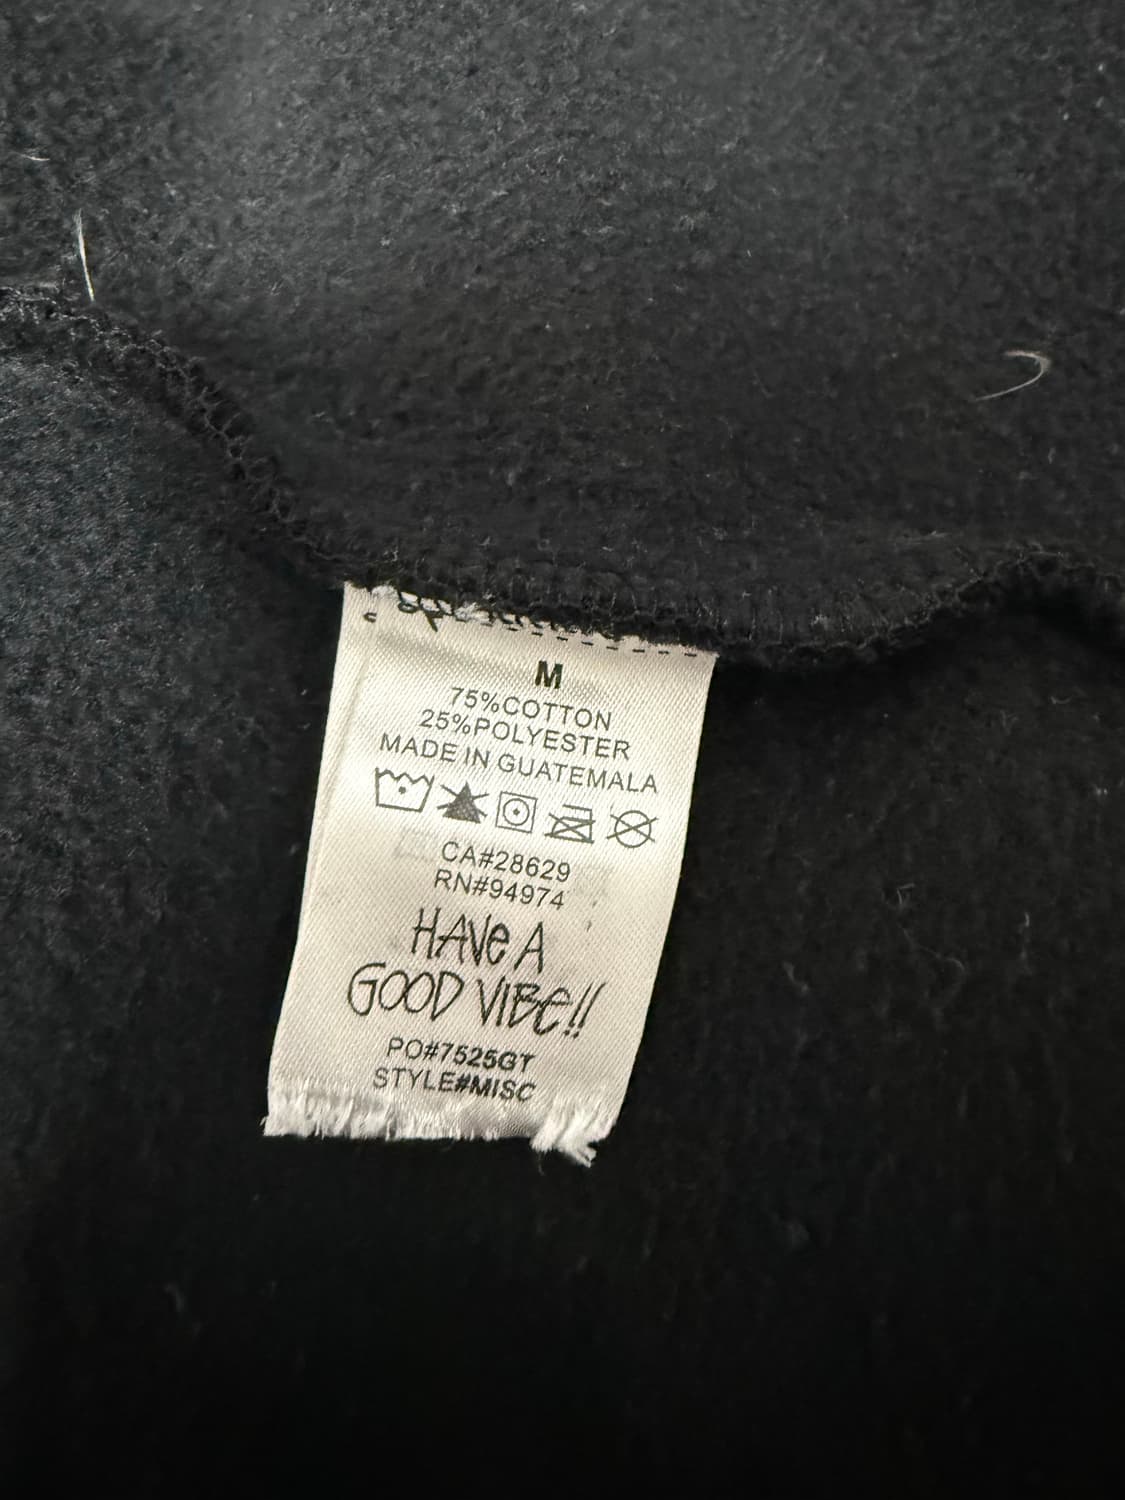 M
75%COTTON
25%POLYESTER
MADE IN GUATEMALA
CA#28629
RN#94974
HAVE A
GOOD VIBE!!
PO#7525GT
STYLE#MISC